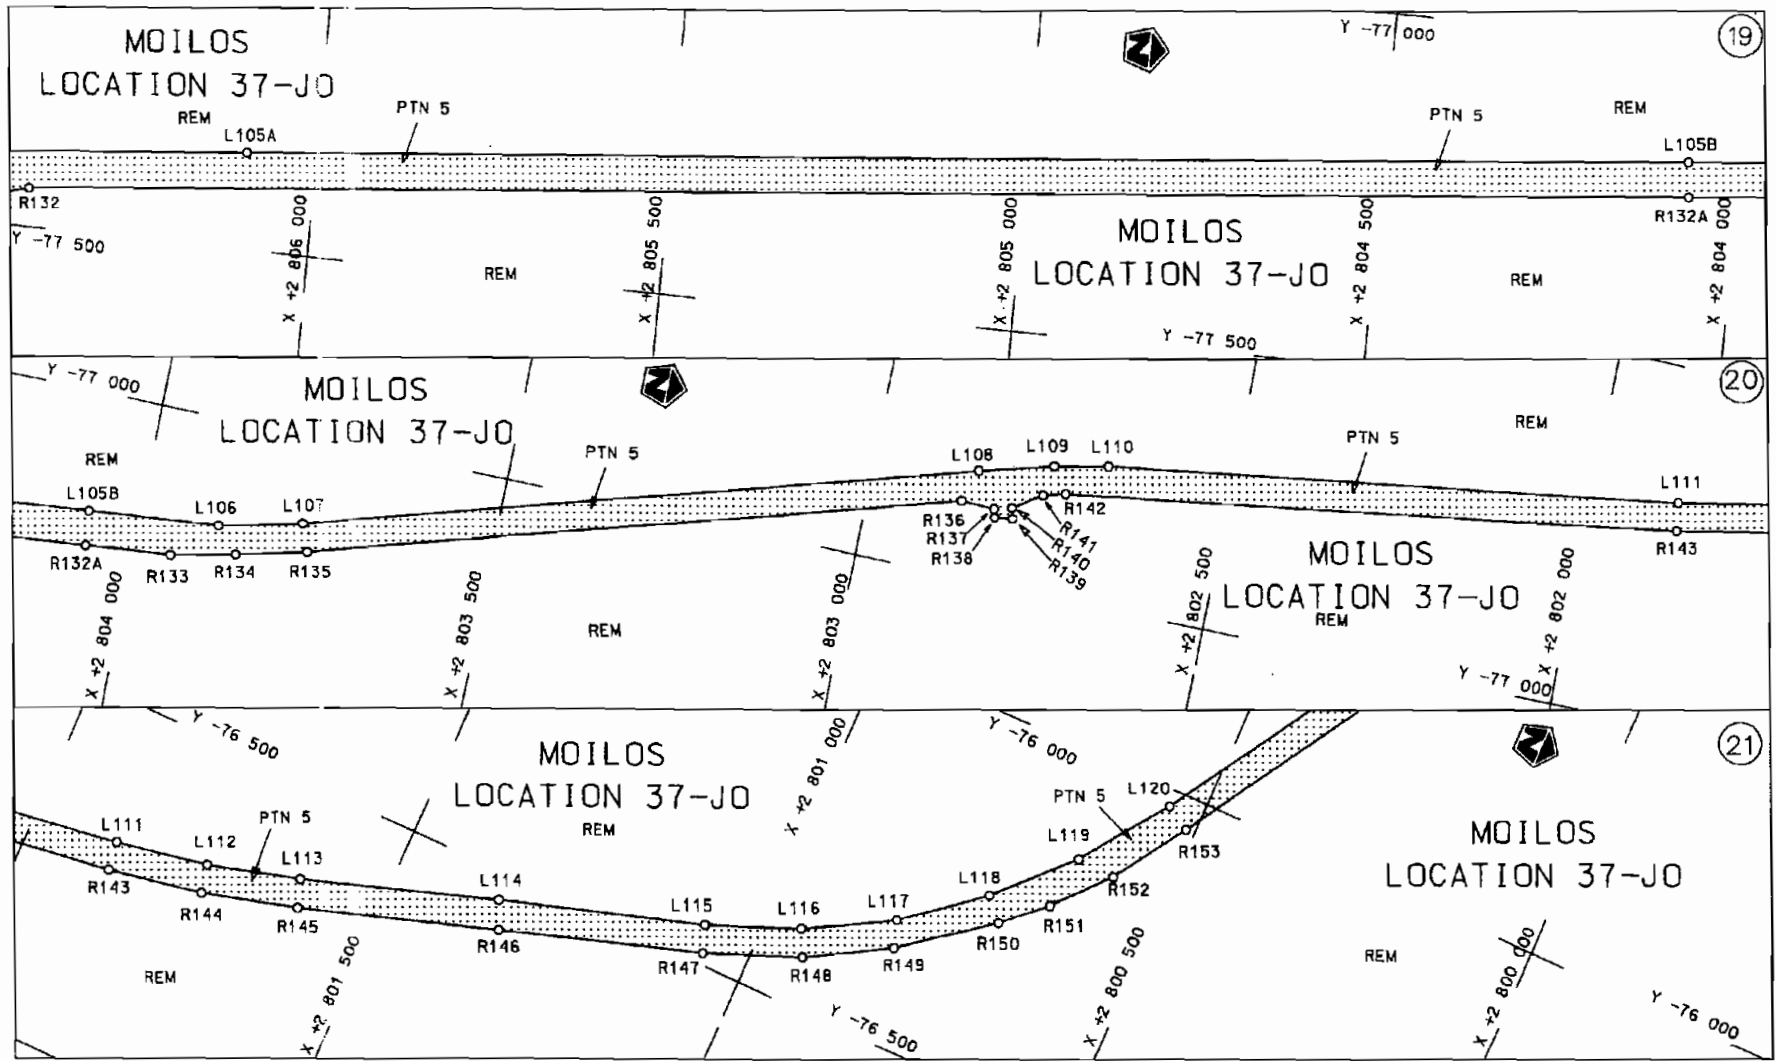 Y -77 000
19
MOILOS
LOCATION 37-JO
REM
PTN 5
PTN 5
REM
L105A
L105B
R132
R132A
Y -77 500
X +2 806 000
X +2 805 500
X +2 805 000
X +2 804 500
X +2 804 000
REM
MOILOS
LOCATION 37-JO
REM
Y -77 500
Y -77 000
MOILOS
LOCATION 37-JO
20
REM
REM
PTN 5
PTN 5
L105B
L106
L107
L108
L109
L110
L111
R132A
R133
R134
R135
R136
R137
R138
R139
R140
R141
R142
R143
X +2 804 000
X +2 803 500
X +2 803 000
X +2 802 500
X +2 802 000
REM
MOILOS
LOCATION 37-JO
REM
Y -77 000
Y -76 500
MOILOS
LOCATION 37-JO
REM
X +2 801 000
Y -76 000
21
PTN 5
PTN 5
L111
L112
L113
L114
L115
L116
L117
L118
L119
L120
R143
R144
R145
R146
R147
R148
R149
R150
R151
R152
R153
MOILOS
LOCATION 37-JO
REM
REM
X +2 801 500
Y -76 500
X +2 800 500
X +2 800 000
Y -76 000
N
N
N